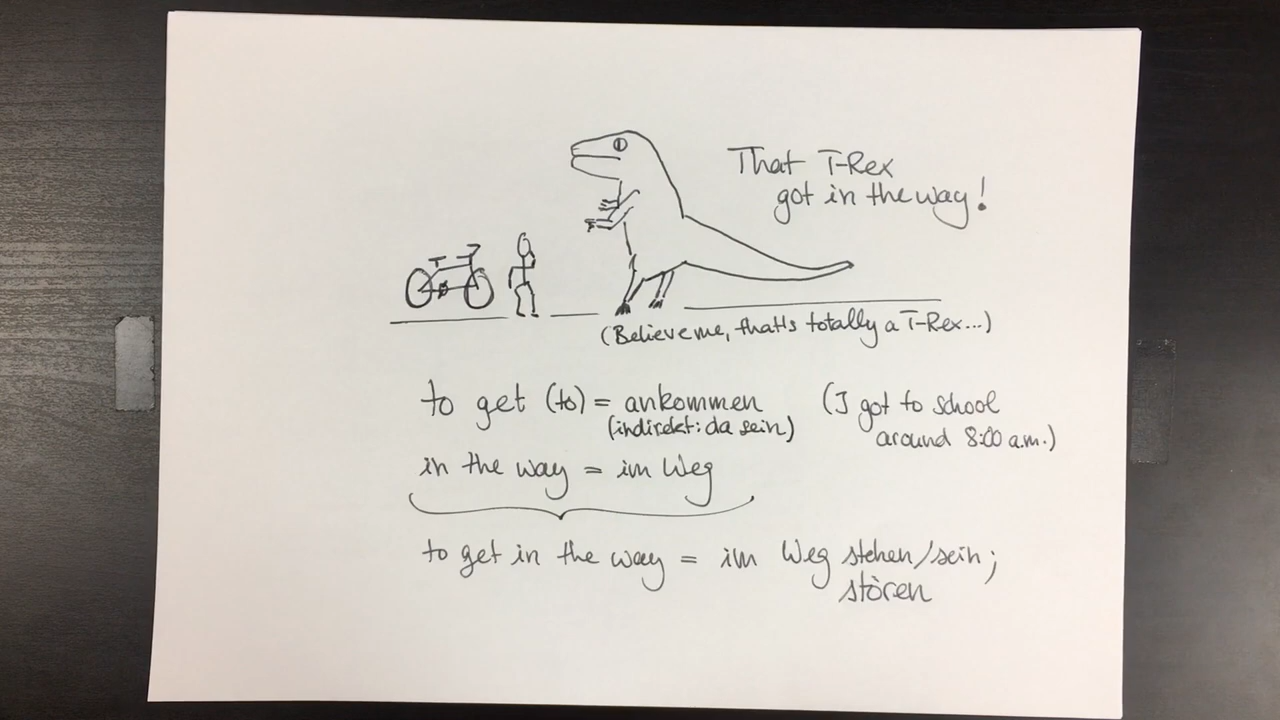 That T-Rex
got in the way!
(Believe me, that's totally a T-Rex...)
to get (to) = ankommen
(indirekt: da sein)
(I got to school
around 8:00 a.m.)
in the way = im Weg
to get in the way = im Weg stehen/sein;
stören